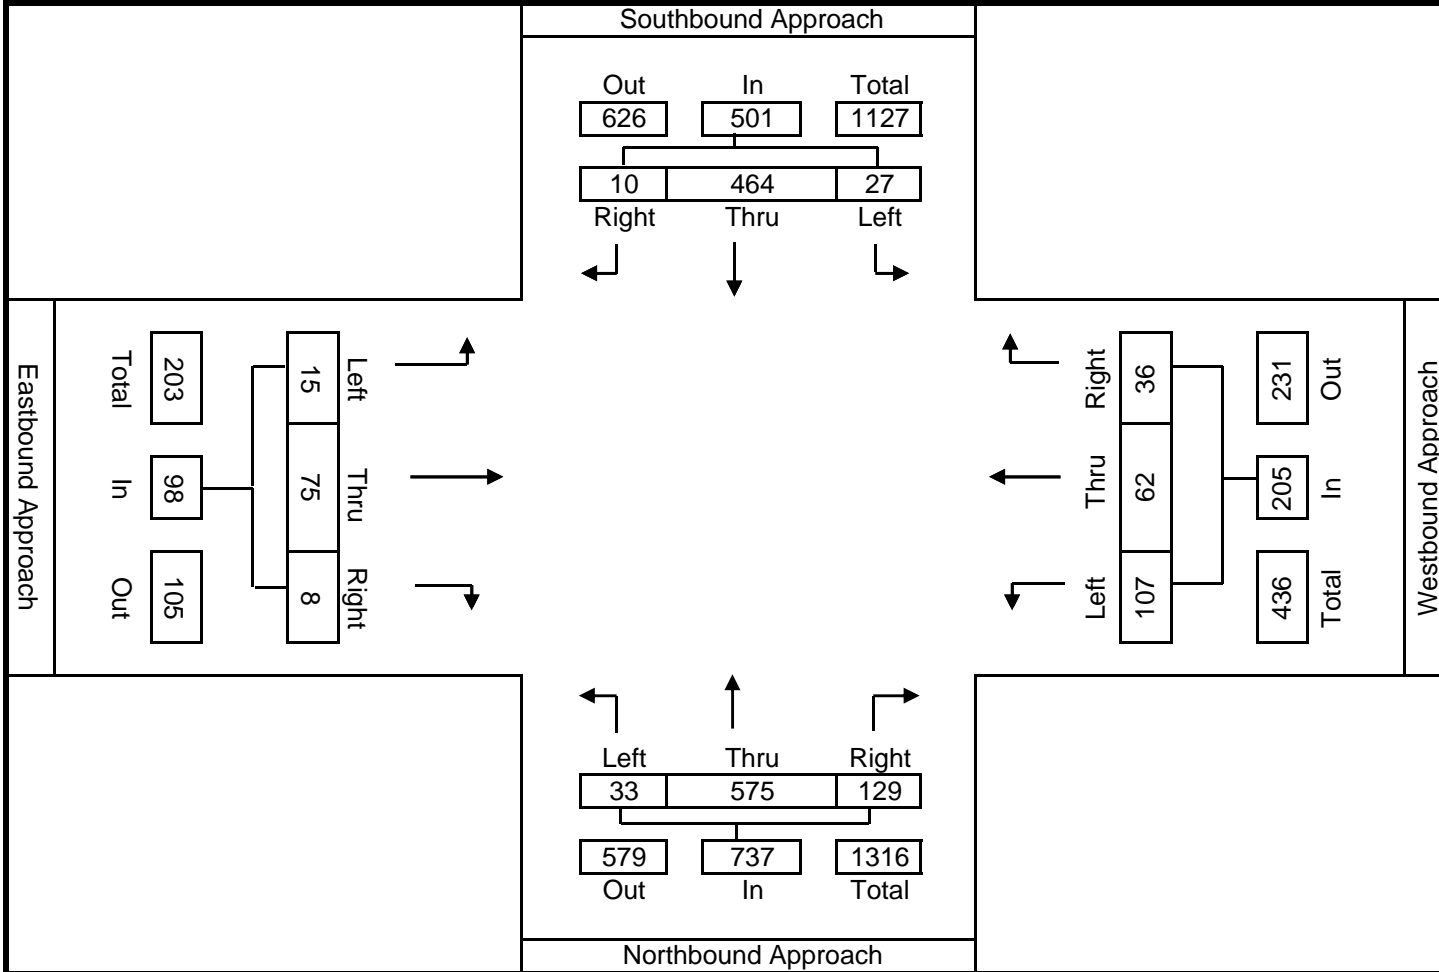 Southbound Approach
Out In Total
626 501 1127
10 464 27
Right Thru Left
Eastbound Approach
Total In Out
203 98 105
15 75 8
Left Thru Right
Right Thru Left
36 62 107
231 205 436
Out In Total
Westbound Approach
Left Thru Right
33 575 129
579 737 1316
Out In Total
Northbound Approach